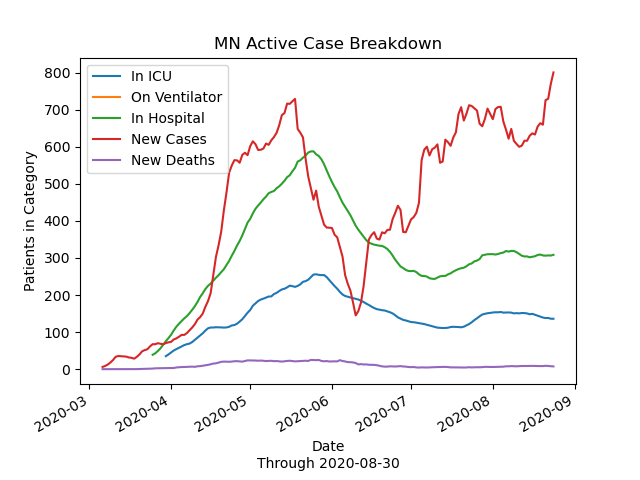 MN Active Case Breakdown
In ICU
On Ventilator
In Hospital
New Cases
New Deaths
Patients in Category
800
700
600
500
400
300
200
100
0
2020-03
2020-04
2020-05
2020-06
2020-07
2020-08
2020-09
Date
Through 2020-08-30